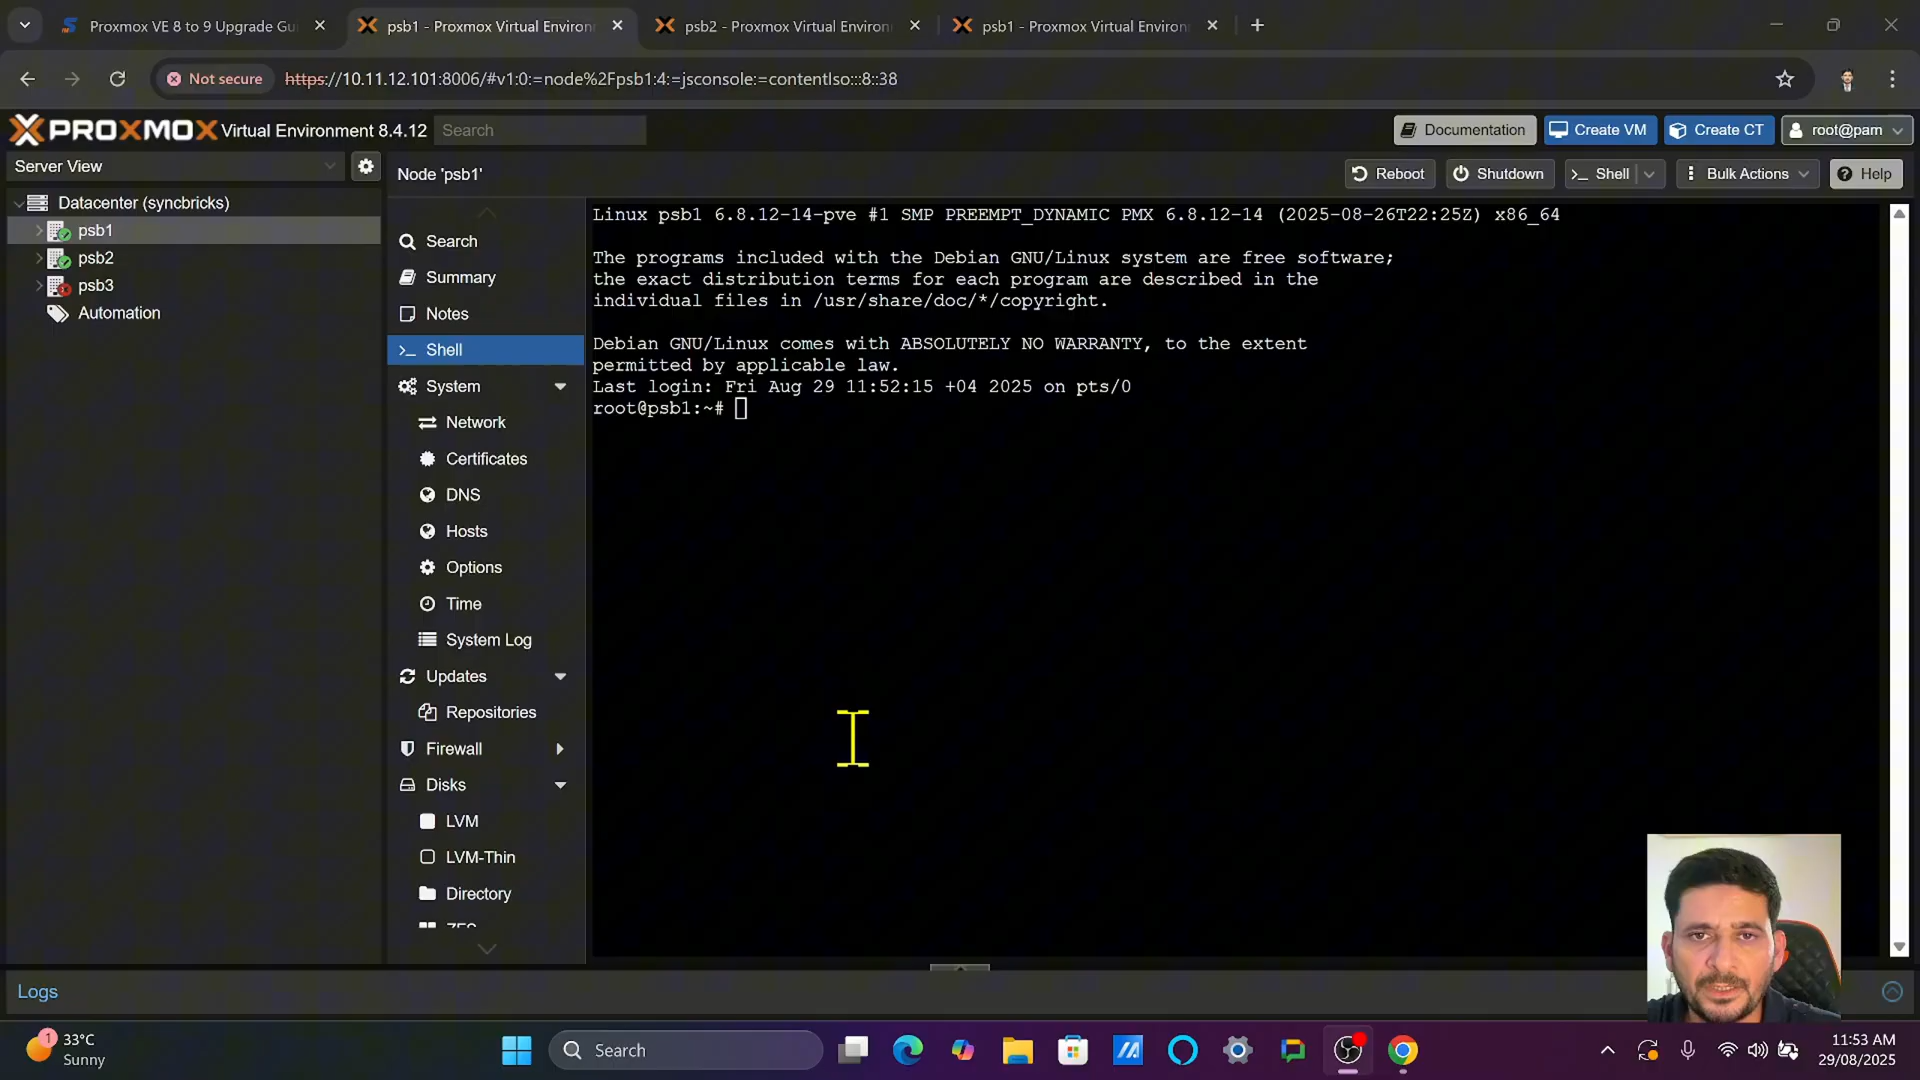 Proxmox VE 8 to 9 Upgrade Gui
psb1 - Proxmox Virtual Environ
psb2 - Proxmox Virtual Environ
psb1 - Proxmox Virtual Environ
Not secure
https://10.11.12.101:8006/#v1:0:=node%2Fpsb1:4:=jsconsole:=contentIso:::8::38
PROXMOX Virtual Environment 8.4.12
Search
Documentation
Create VM
Create CT
root@pam
Server View
Node 'psb1'
Reboot
Shutdown
>_ Shell
Bulk Actions
Help
Datacenter (syncbricks)
psb1
psb2
psb3
Automation
Search
Summary
Notes
>_ Shell
System
Network
Certificates
DNS
Hosts
Options
Time
System Log
Updates
Repositories
Firewall
Disks
LVM
LVM-Thin
Directory
ZFS
Linux psb1 6.8.12-14-pve #1 SMP PREEMPT_DYNAMIC PMX 6.8.12-14 (2025-08-26T22:25Z) x86_64
The programs included with the Debian GNU/Linux system are free software;
the exact distribution terms for each program are described in the
individual files in /usr/share/doc/*/copyright.
Debian GNU/Linux comes with ABSOLUTELY NO WARRANTY, to the extent
permitted by applicable law.
Last login: Fri Aug 29 11:52:15 +04 2025 on pts/0
root@psb1:~#
Logs
1
33°C
Sunny
Search
11:53 AM
29/08/2025